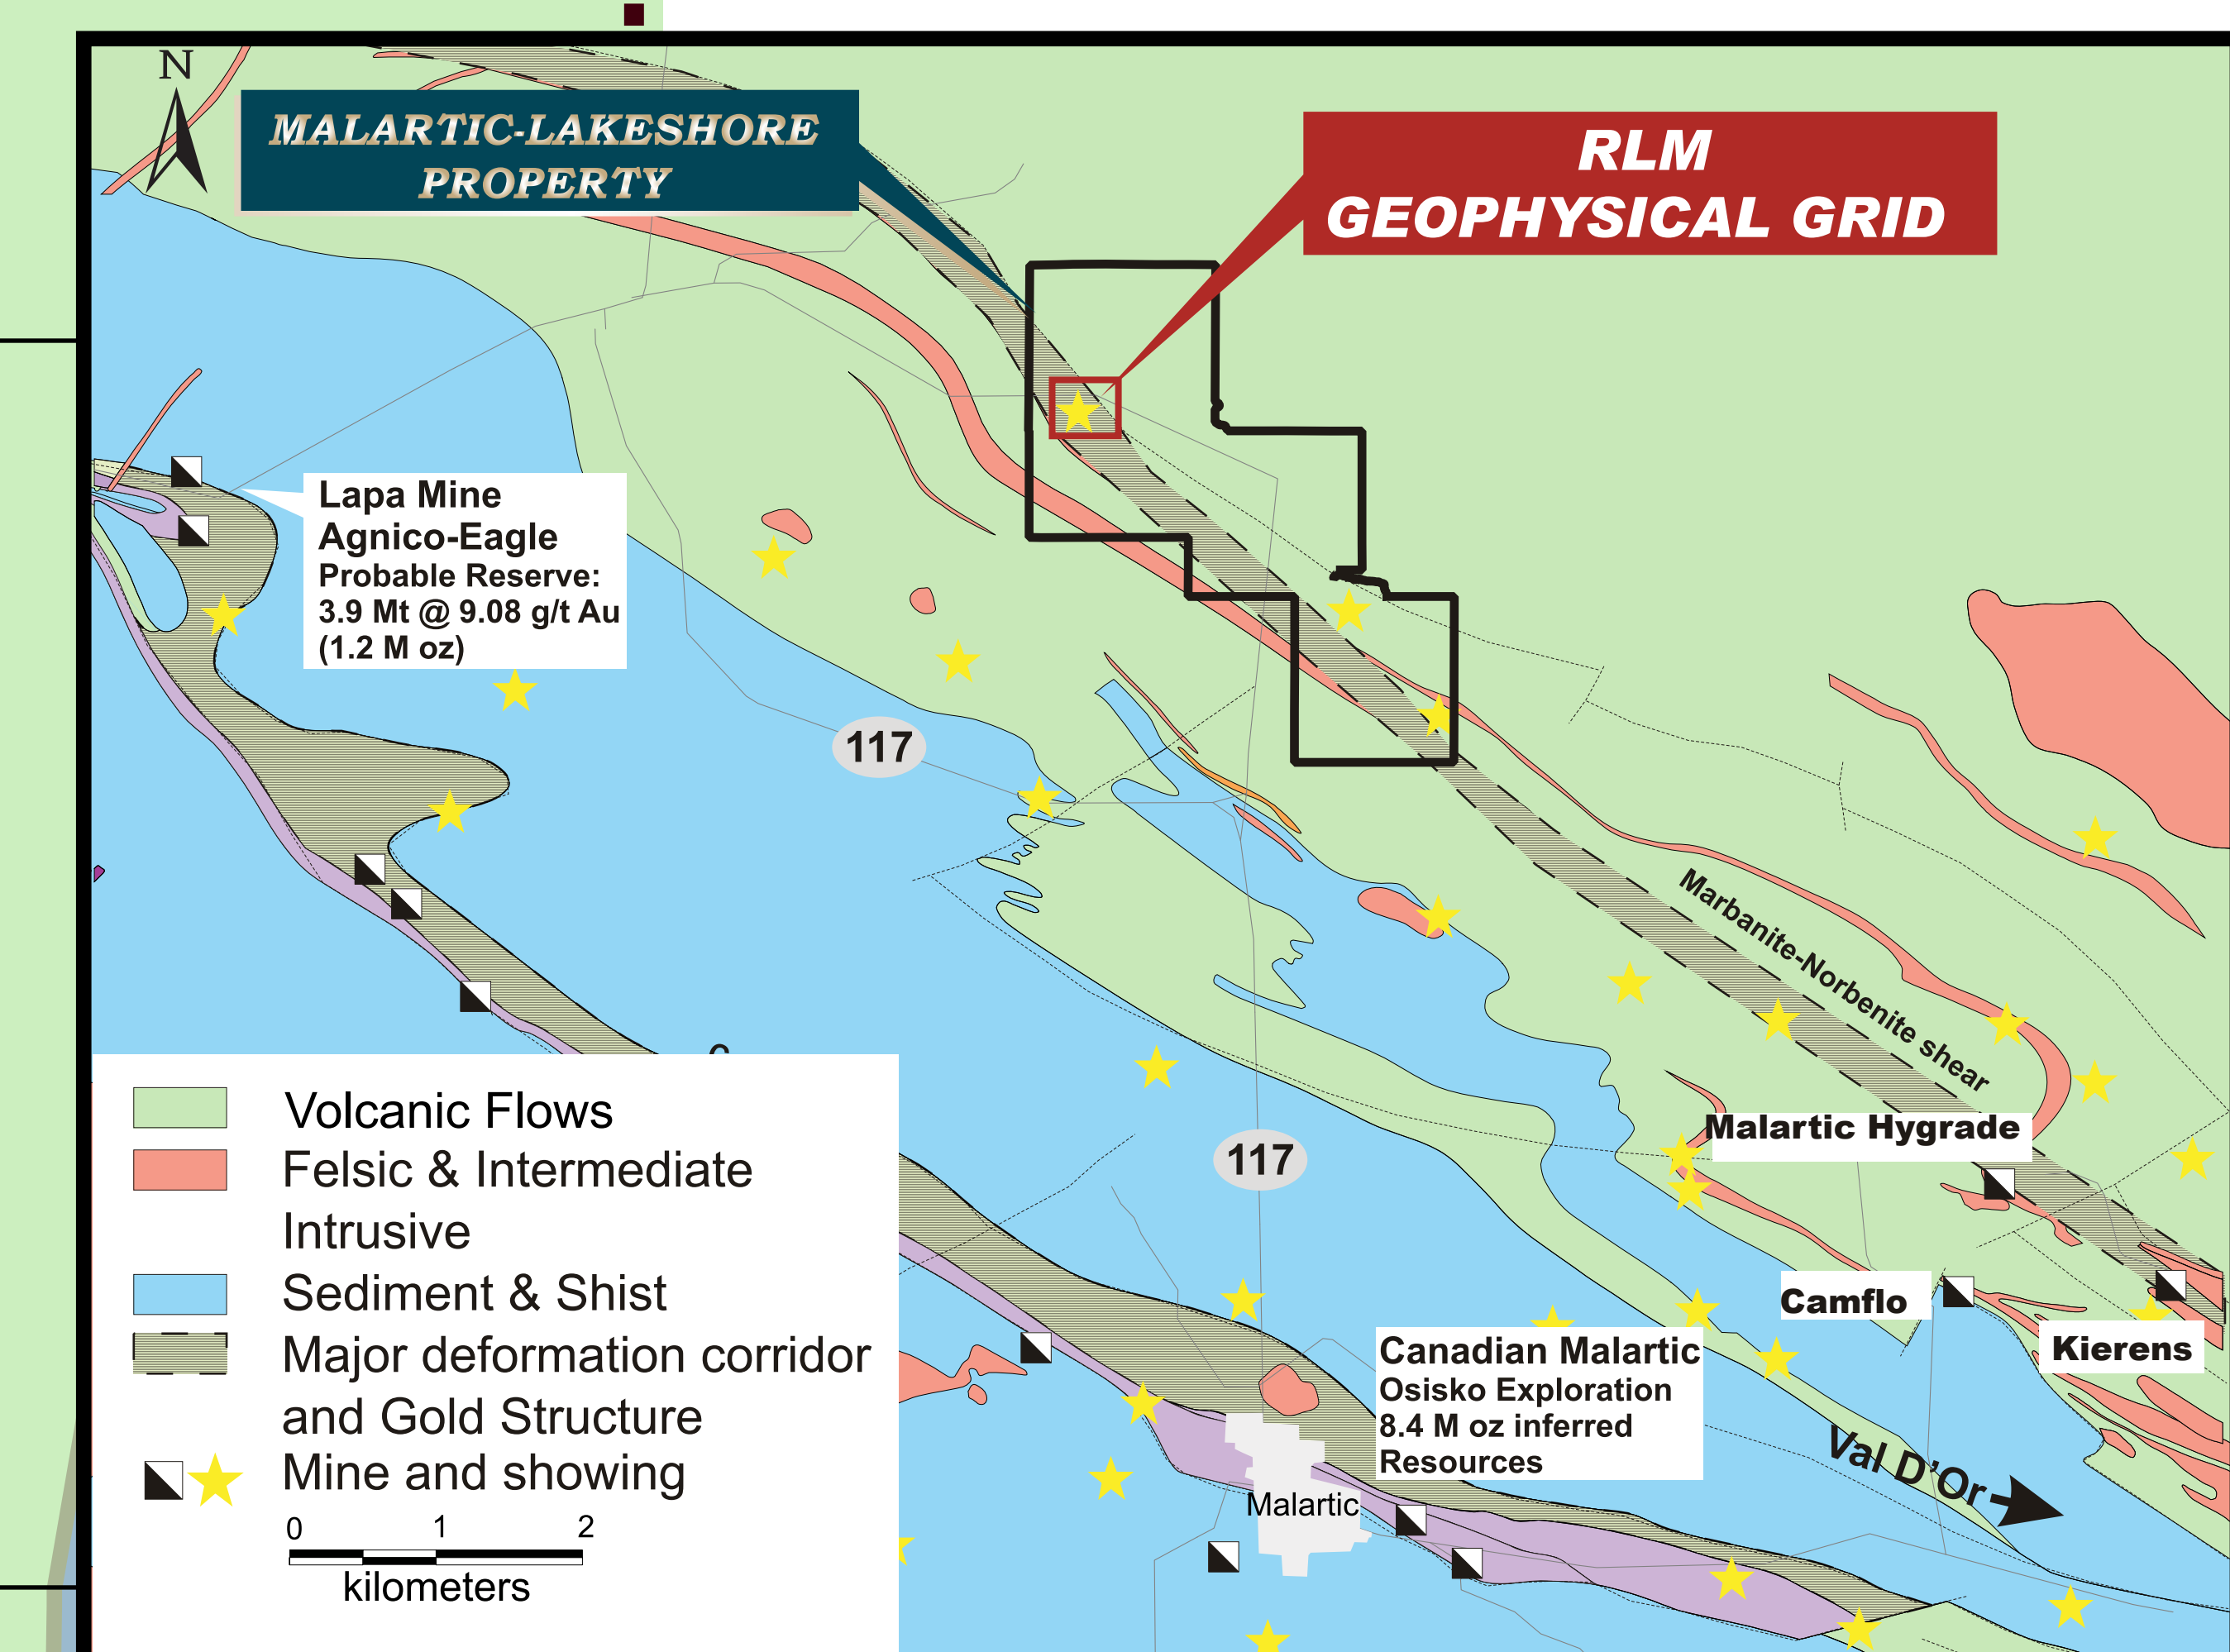 N
MALARTIC-LAKESHORE
PROPERTY
RLM
GEOPHYSICAL GRID
Lapa Mine
Agnico-Eagle
Probable Reserve:
3.9 Mt @ 9.08 g/t Au
(1.2 M oz)
117
Marbanite-Norbenite shear
Malartic Hygrade
117
Camflo
Kierens
Canadian Malartic
Osisko Exploration
8.4 M oz inferred
Resources
Val D’Or
Malartic
Volcanic Flows
Felsic & Intermediate
Intrusive
Sediment & Shist
Major deformation corridor
and Gold Structure
Mine and showing
0 1 2
kilometers